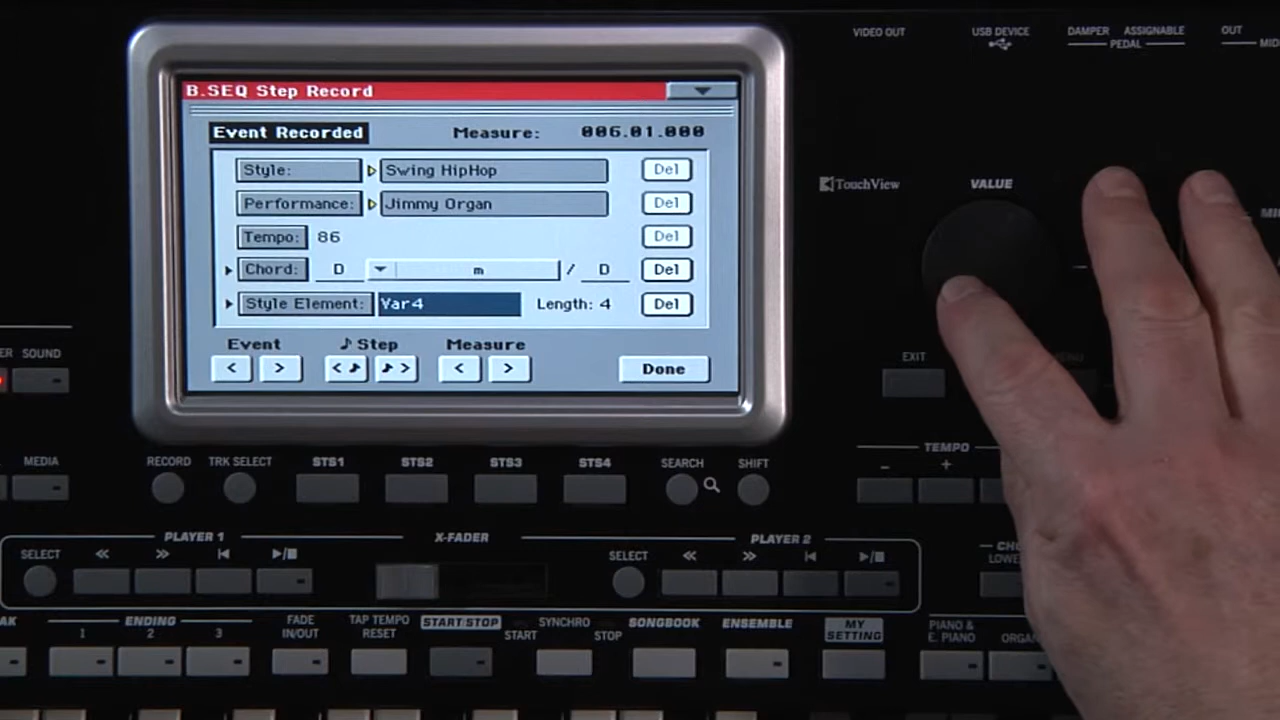 VIDEO OUT
USB DEVICE
DAMPER ASSIGNABLE
PEDAL
OUT
B.SEQ Step Record
Event Recorded
Measure: 006.01.000
Style: Swing HipHop Del
Performance: Jimmy Organ Del
Tempo: 86 Del
Chord: D m / D Del
Style Element: Var4 Length: 4 Del
Event
Step
Measure
< >
< >
< >
Done
TouchView
VALUE
EXIT
SOUND
MEDIA
RECORD
TRK SELECT
STS1
STS2
STS3
STS4
SEARCH
SHIFT
TEMPO
- +
PLAYER 1
X-FADER
PLAYER 2
SELECT << >>
SELECT << >>
ENDING
1 2 3
FADE
IN/OUT
TAP TEMPO
RESET
START/STOP
SYNCHRO
START STOP
SONGBOOK
ENSEMBLE
MY
SETTING
PIANO &
E. PIANO